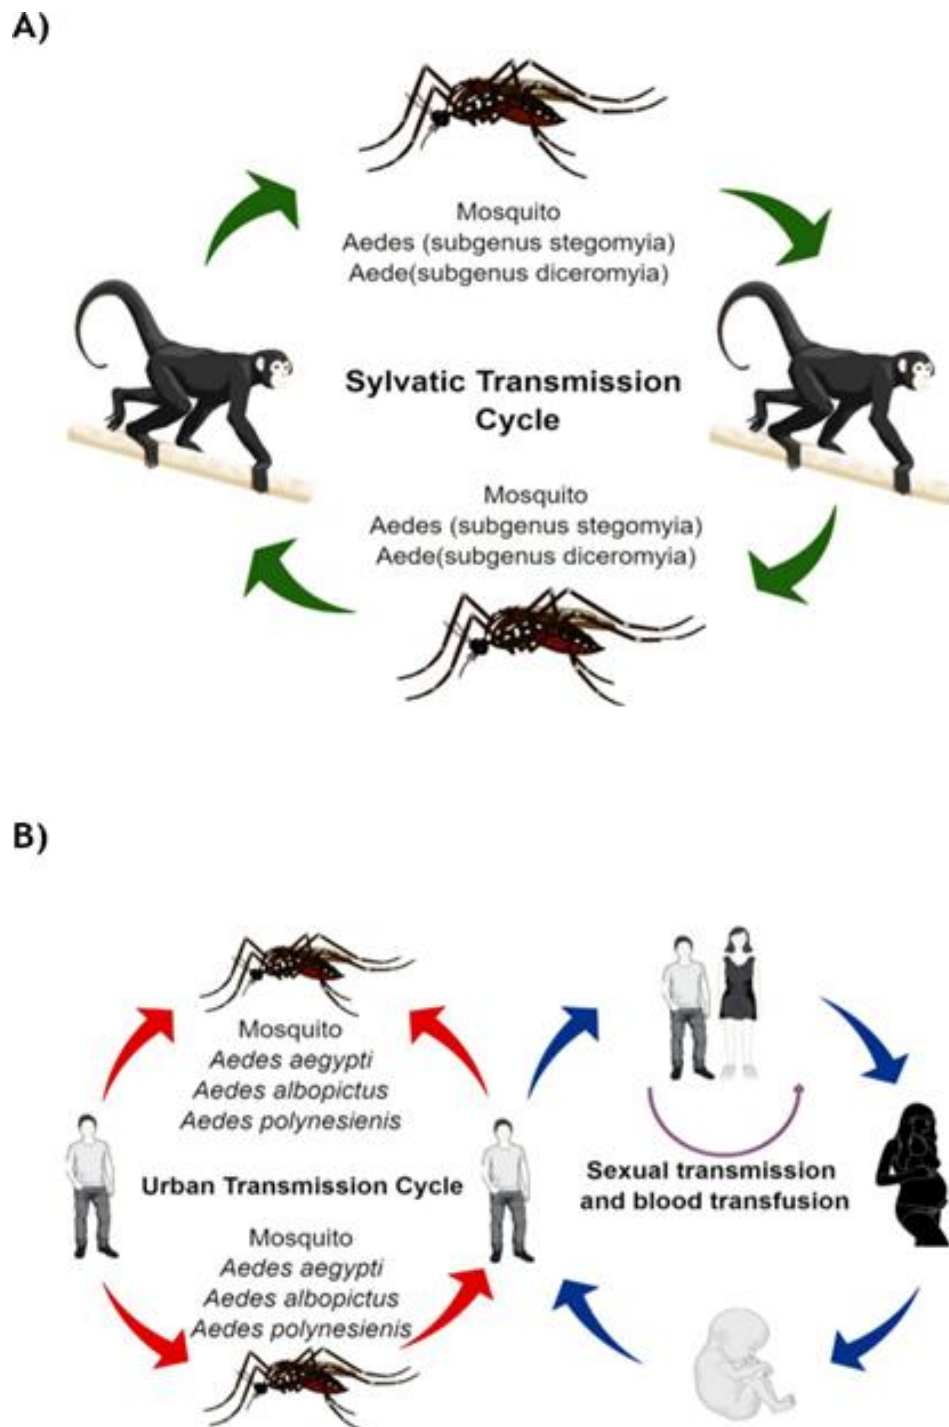 A)
Mosquito
Aedes (subgenus stegomyia)
Aede(subgenus diceromyia)
Sylvatic Transmission
Cycle
Mosquito
Aedes (subgenus stegomyia)
Aede(subgenus diceromyia)
B)
Mosquito
Aedes aegypti
Aedes albopictus
Aedes polynesienis
Urban Transmission Cycle
Mosquito
Aedes aegypti
Aedes albopictus
Aedes polynesienis
Sexual transmission
and blood transfusion